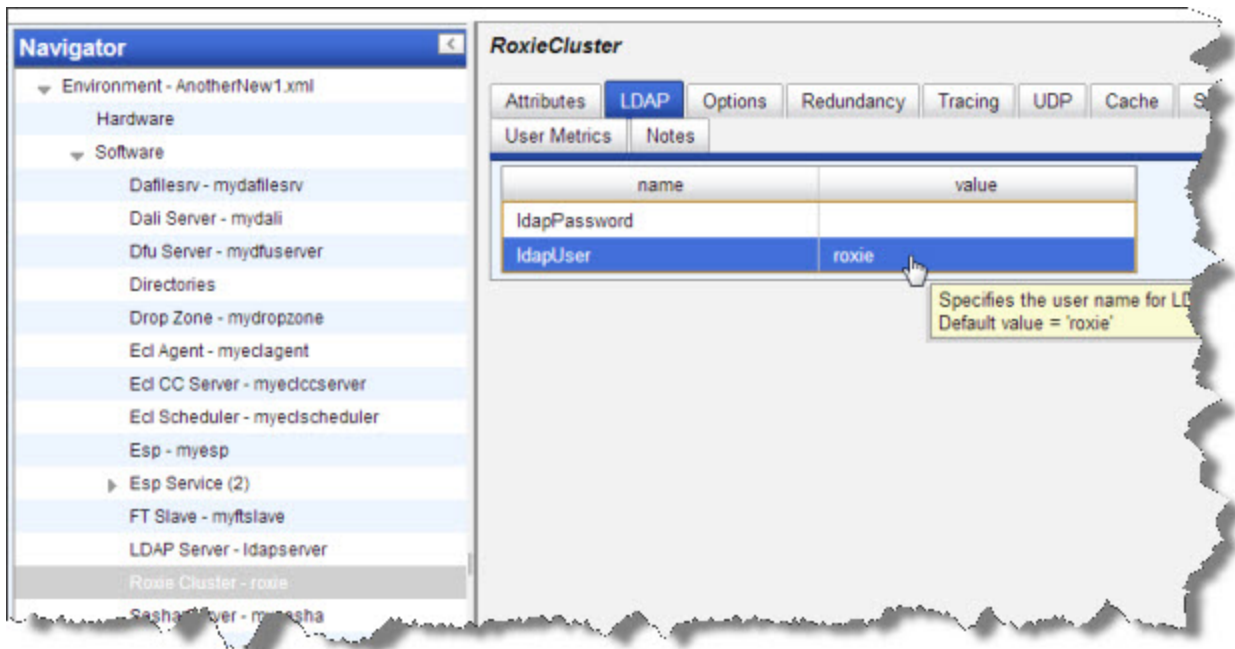 Navigator
<
Environment - AnotherNew1.xml
Hardware
Software
Dafilesrv - mydafilesrv
Dali Server - mydali
Dfu Server - mydfuserver
Directories
Drop Zone - mydropzone
Ecl Agent - myeclagent
Ecl CC Server - myeclccserver
Ecl Scheduler - myeclscheduler
Esp - myesp
Esp Service (2)
FT Slave - myftslave
LDAP Server - ldapserver
Roxie Cluster - roxie
RoxieCluster
Attributes LDAP Options Redundancy Tracing UDP Cache
User Metrics Notes
name value
ldapPassword
ldapUser roxie
Specifies the user name for
Default value = 'roxie'